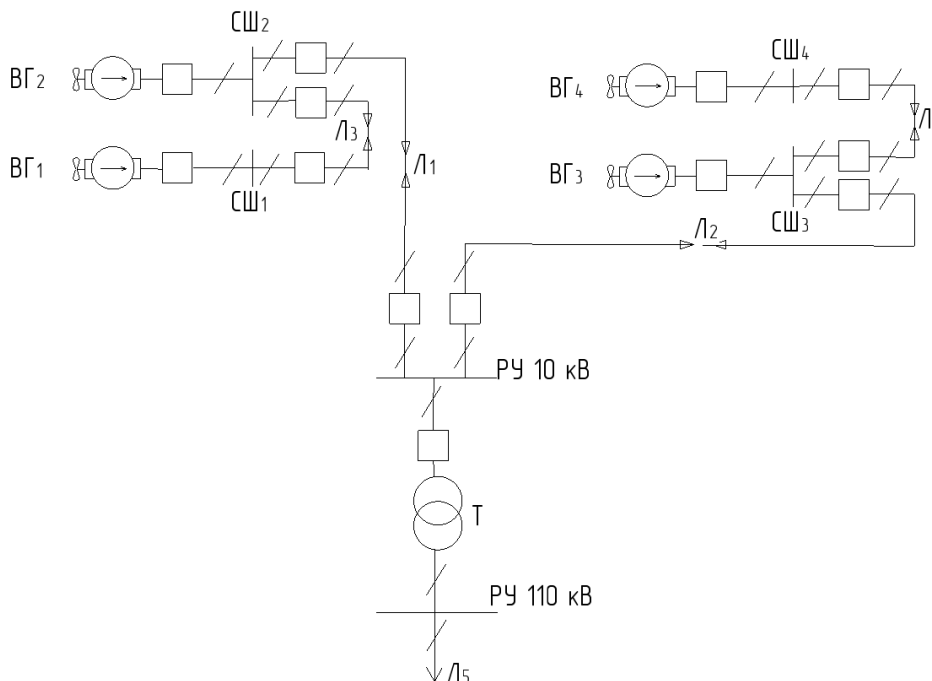 СШ2
ВГ2
Л3
ВГ1
СШ1
Л1
СШ4
ВГ4
Л
ВГ3
СШ3
Л2
РУ 10 кВ
Т
РУ 110 кВ
Л5